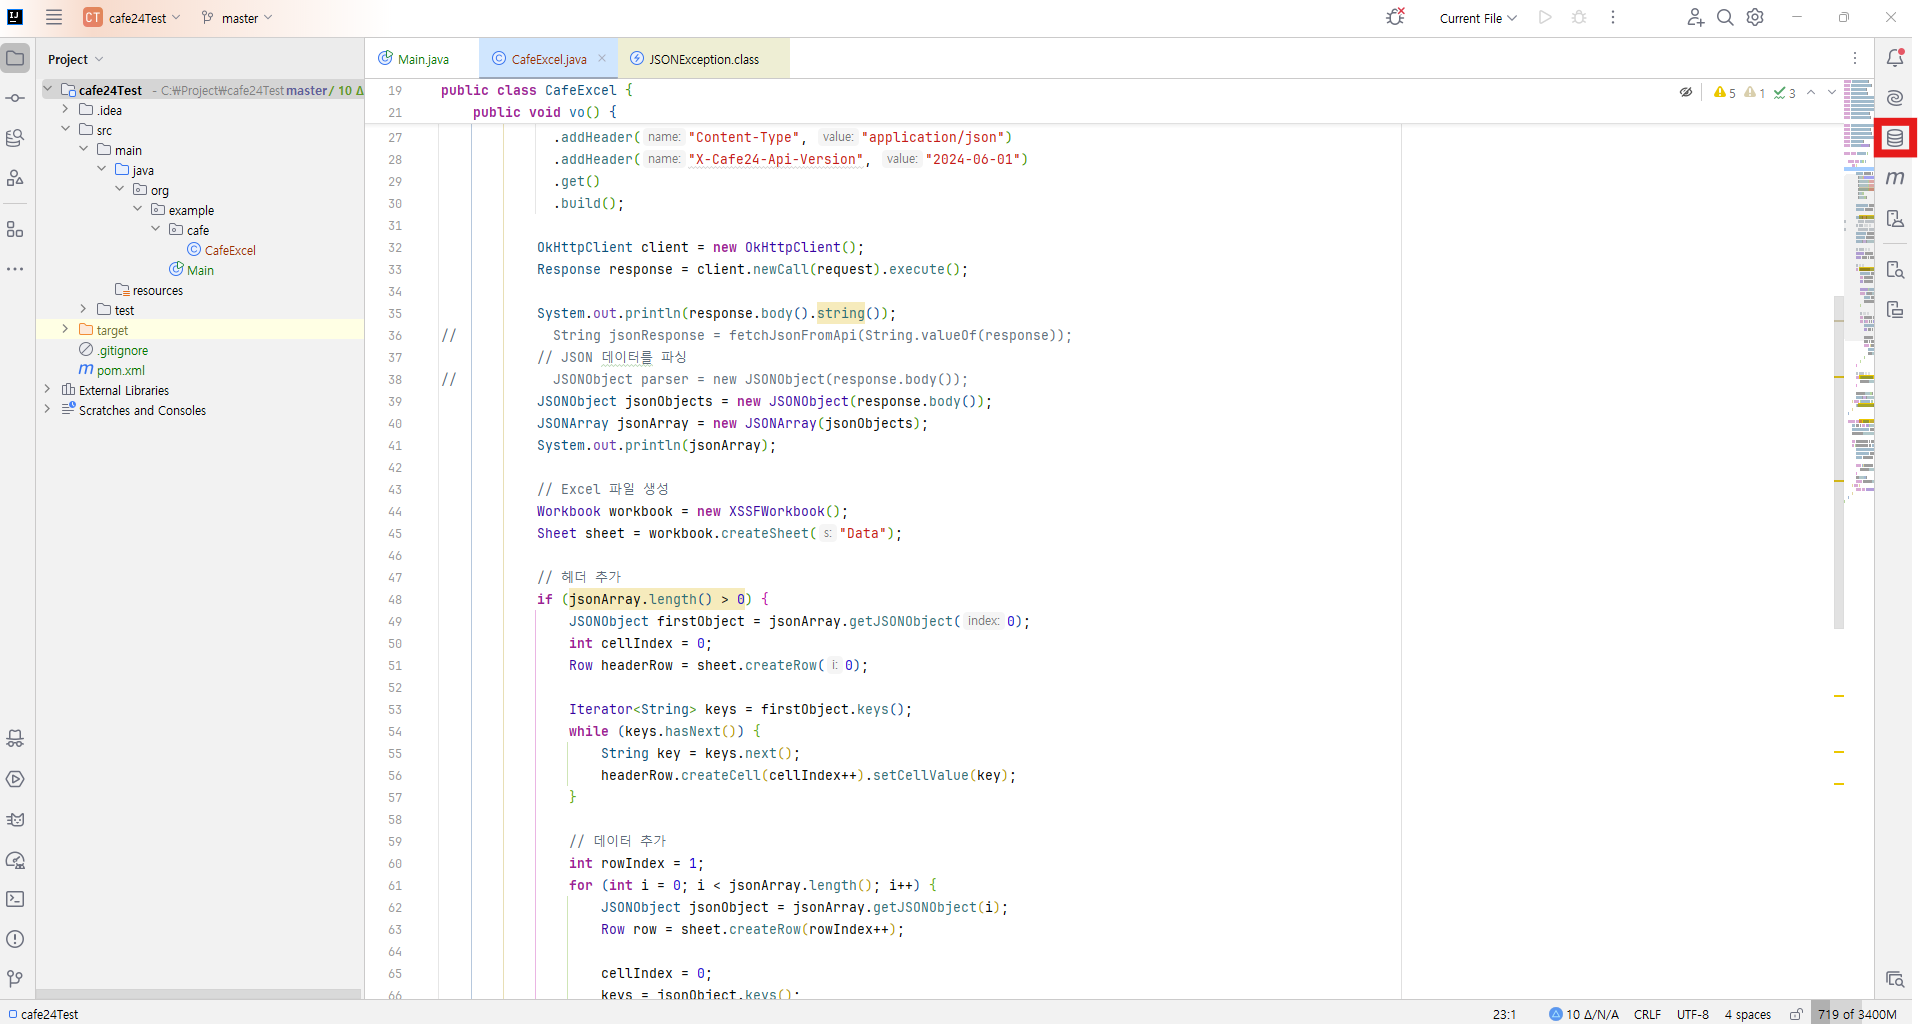 CT cafe24Test master Current File
Project
Main.java CafeExcel.java JSONException.class
cafe24Test - C:₩Project₩cafe24Test master / 10 Δ
.idea
src
main
java
org
example
cafe
CafeExcel
Main
resources
test
target
.gitignore
pom.xml
External Libraries
Scratches and Consoles
5 1 3
19 public class CafeExcel {
21 public void vo() {
27 .addHeader( name: "Content-Type", value: "application/json")
28 .addHeader( name: "X-Cafe24-Api-Version", value: "2024-06-01")
29 .get()
30 .build();
31
32 OkHttpClient client = new OkHttpClient();
33 Response response = client.newCall(request).execute();
34
35 System.out.println(response.body().string());
36 // String jsonResponse = fetchJsonFromApi(String.valueOf(response));
37 // JSON 데이터를 파싱
38 // JSONObject parser = new JSONObject(response.body());
39 JSONObject jsonObjects = new JSONObject(response.body());
40 JSONArray jsonArray = new JSONArray(jsonObjects);
41 System.out.println(jsonArray);
42
43 // Excel 파일 생성
44 Workbook workbook = new XSSFWorkbook();
45 Sheet sheet = workbook.createSheet( s: "Data");
46
47 // 헤더 추가
48 if (jsonArray.length() > 0) {
49 JSONObject firstObject = jsonArray.getJSONObject( index: 0);
50 int cellIndex = 0;
51 Row headerRow = sheet.createRow( i: 0);
52
53 Iterator<String> keys = firstObject.keys();
54 while (keys.hasNext()) {
55 String key = keys.next();
56 headerRow.createCell(cellIndex++).setCellValue(key);
57 }
58
59 // 데이터 추가
60 int rowIndex = 1;
61 for (int i = 0; i < jsonArray.length(); i++) {
62 JSONObject jsonObject = jsonArray.getJSONObject(i);
63 Row row = sheet.createRow(rowIndex++);
64
65 cellIndex = 0;
66 keys = jsonObject.keys();
cafe24Test 23:1 10 Δ/N/A CRLF UTF-8 4 spaces 719 of 3400M